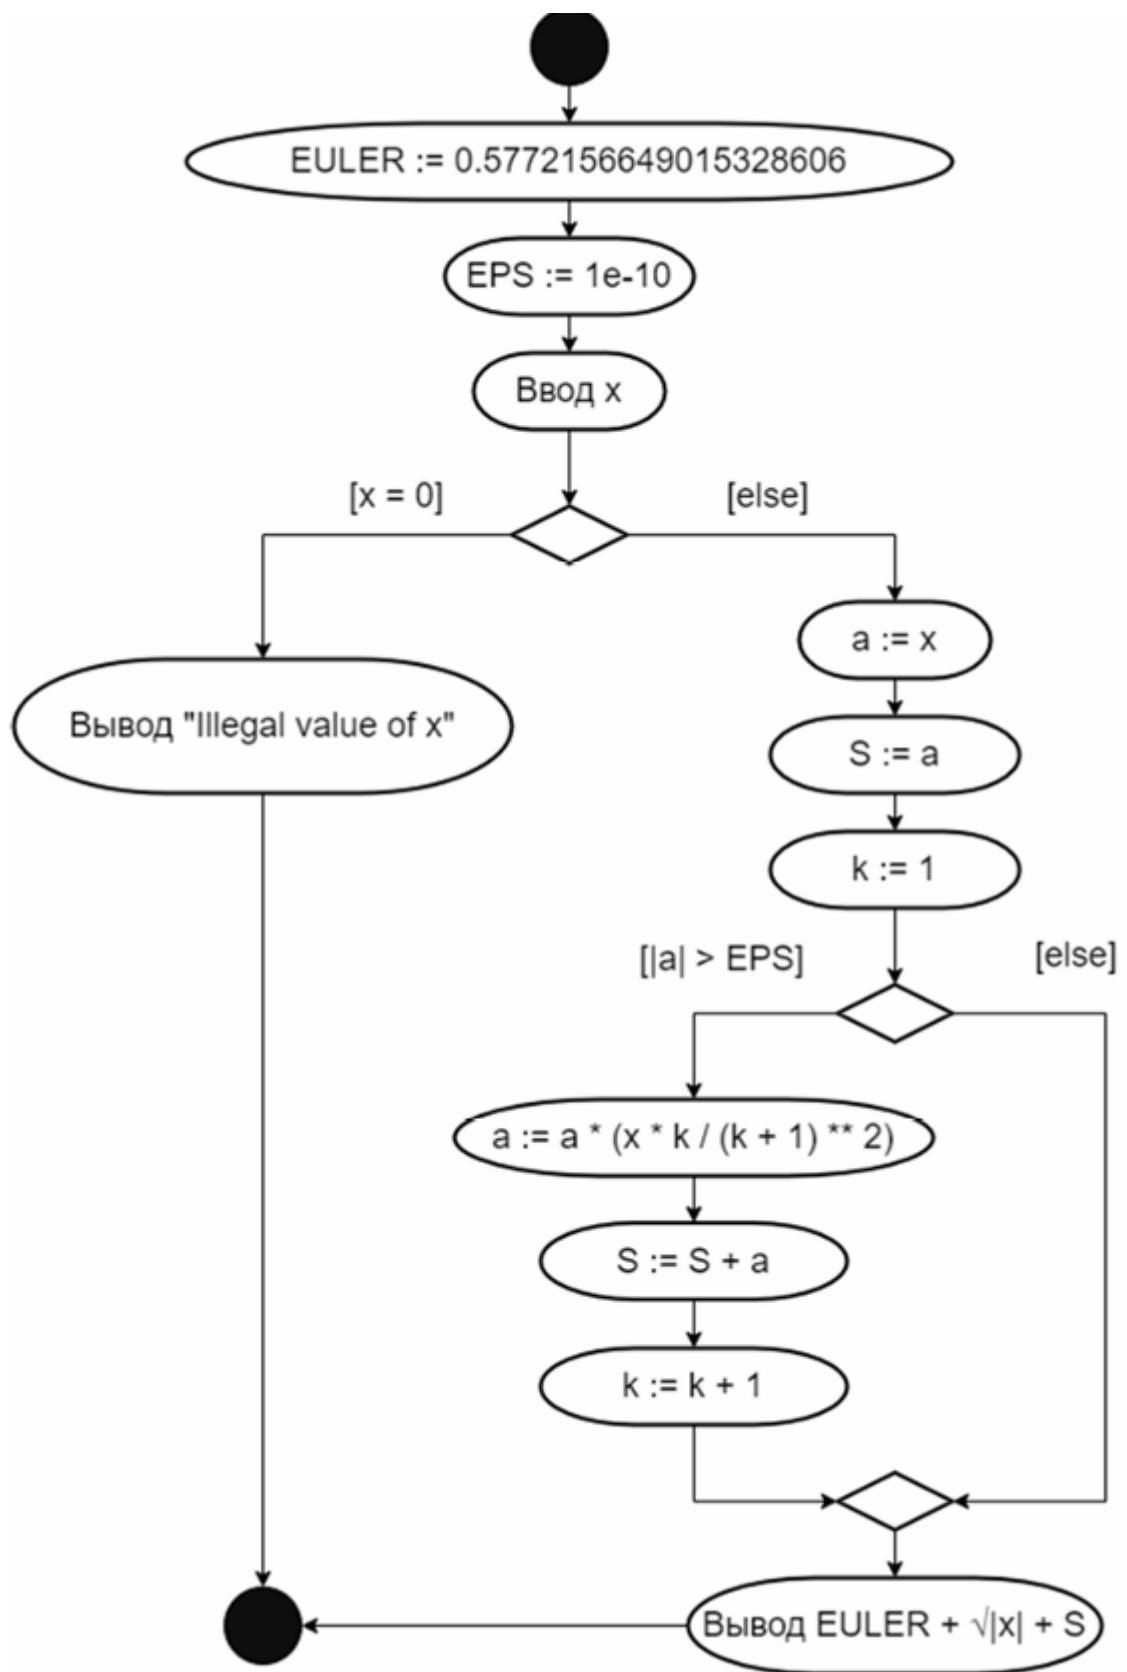 EULER := 0.5772156649015328606
EPS := 1e-10
Ввод x
[x = 0]
[else]
a := x
Вывод "Illegal value of x"
S := a
k := 1
[|a| > EPS]
[else]
a := a * (x * k / (k + 1) ** 2)
S := S + a
k := k + 1
Вывод EULER + √|x| + S